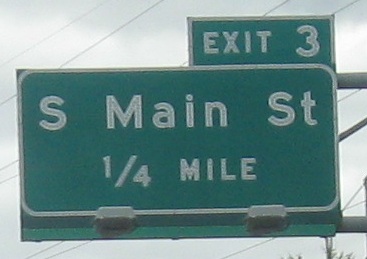 EXIT 3
S Main St
1/4 MILE